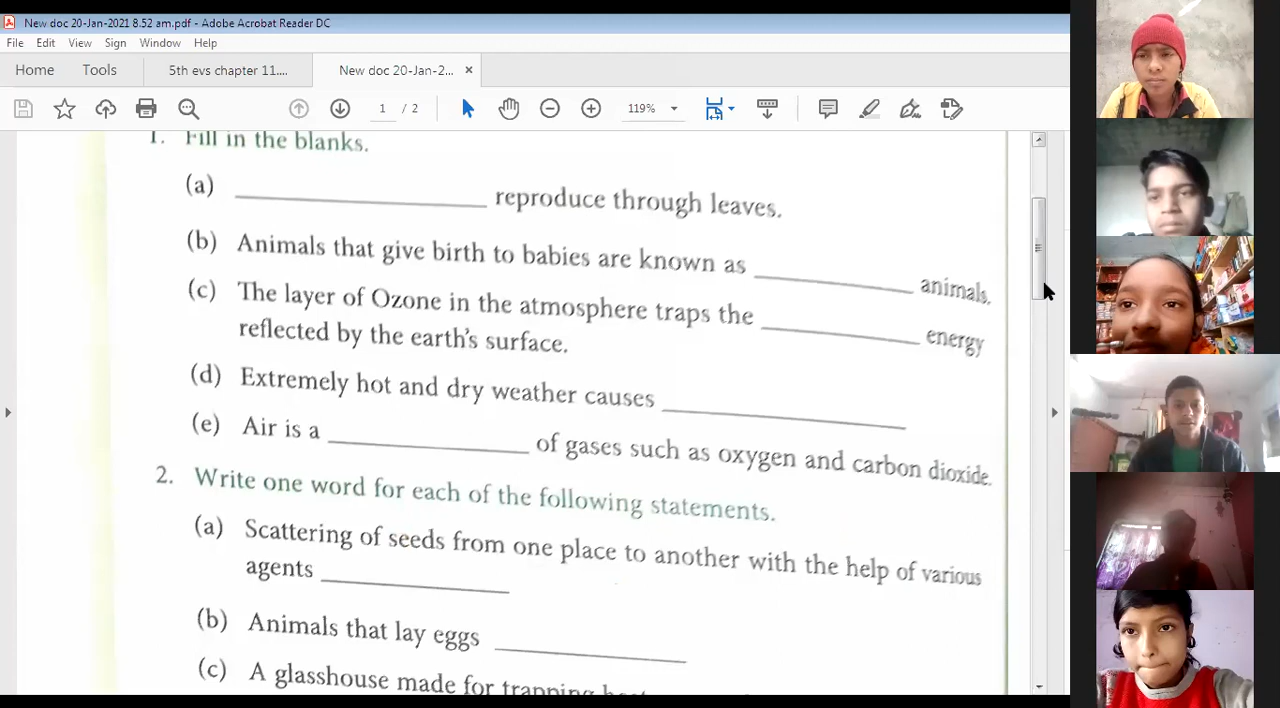 New doc 20-Jan-2021 8.52 am.pdf - Adobe Acrobat Reader DC
File Edit View Sign Window Help
Home Tools 5th evs chapter 11.... New doc 20-Jan-2... ×
1 / 2 119%
1. Fill in the blanks.
(a) ____________ reproduce through leaves.
(b) Animals that give birth to babies are known as ____________ animals.
(c) The layer of Ozone in the atmosphere traps the ____________ energy
reflected by the earth's surface.
(d) Extremely hot and dry weather causes ____________
(e) Air is a ____________ of gases such as oxygen and carbon dioxide.
2. Write one word for each of the following statements.
(a) Scattering of seeds from one place to another with the help of various
agents ____________
(b) Animals that lay eggs ____________
(c) A glasshouse made for trapping